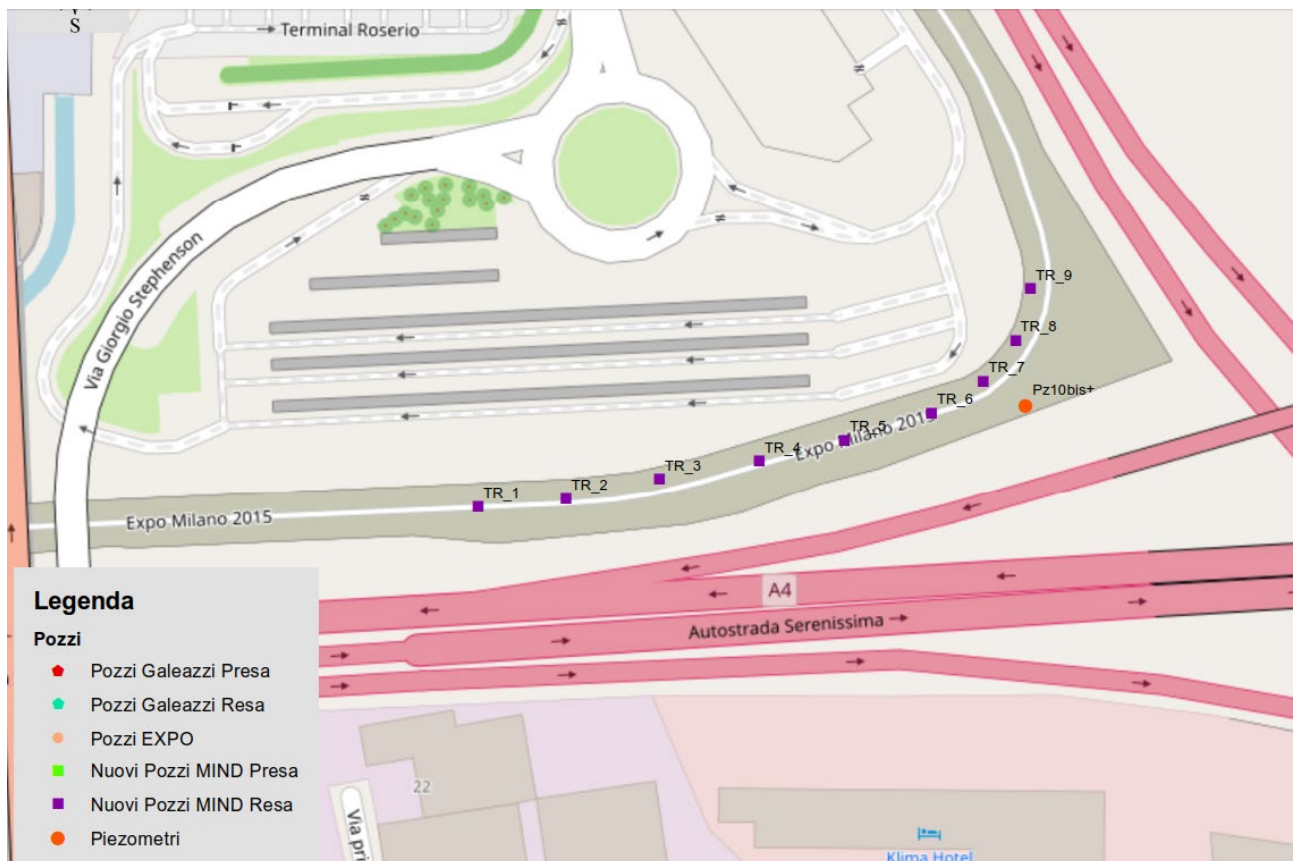 S
Terminal Roserio
Via Giorgio Stephenson
TR_9
TR_8
TR_7
Pz10bis+
TR_6
TR_5
Expo Milano 2015
TR_4
TR_3
TR_2
TR_1
Expo Milano 2015
A4
Autostrada Serenissima
Legenda
Pozzi
Pozzi Galeazzi Presa
Pozzi Galeazzi Resa
Pozzi EXPO
Nuovi Pozzi MIND Presa
Nuovi Pozzi MIND Resa
Piezometri
22
Via pri
Klima Hotel